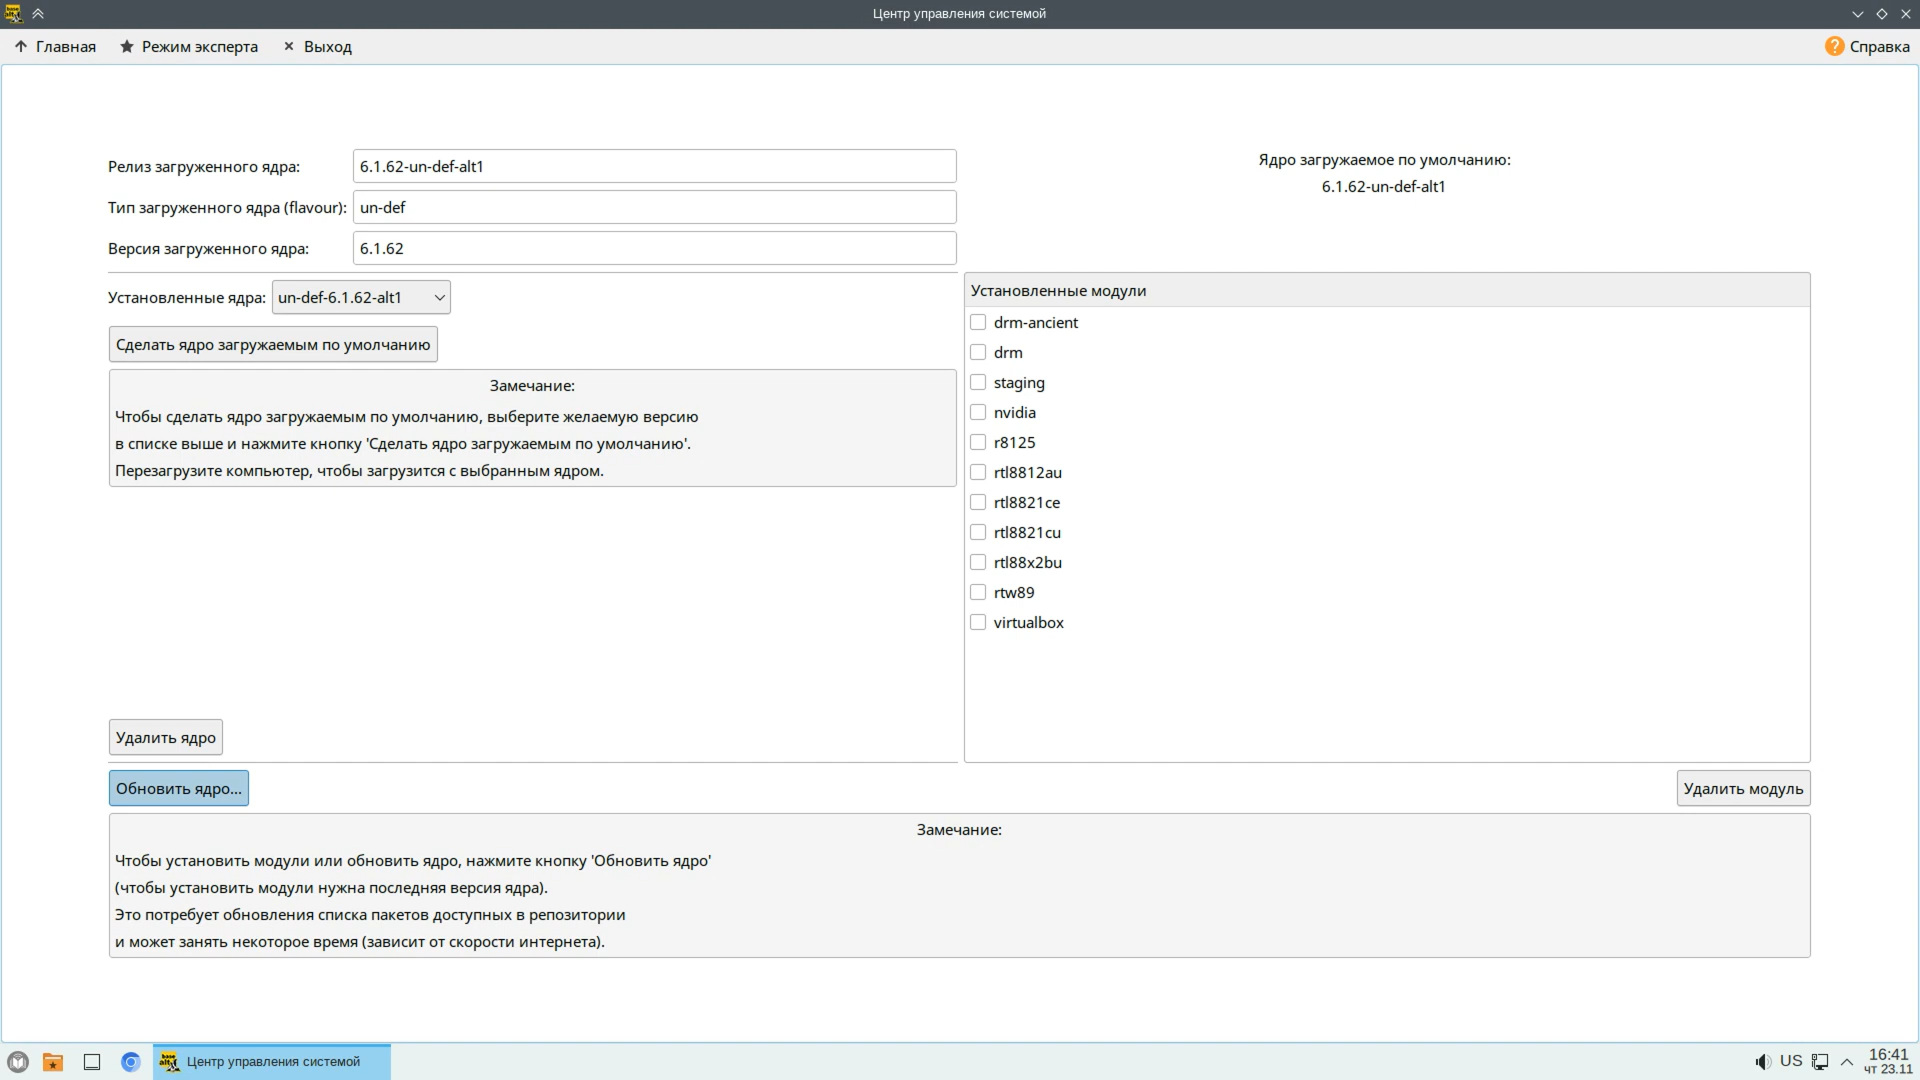 Центр управления системой
Главная
Режим эксперта
Выход
Справка
Релиз загруженного ядра:
6.1.62-un-def-alt1
Тип загруженного ядра (flavour):
un-def
Версия загруженного ядра:
6.1.62
Ядро загружаемое по умолчанию:
6.1.62-un-def-alt1
Установленные ядра:
un-def-6.1.62-alt1
Сделать ядро загружаемым по умолчанию
Замечание:
Чтобы сделать ядро загружаемым по умолчанию, выберите желаемую версию
в списке выше и нажмите кнопку 'Сделать ядро загружаемым по умолчанию'.
Перезагрузите компьютер, чтобы загрузится с выбранным ядром.
Установленные модули
drm-ancient
drm
staging
nvidia
r8125
rtl8812au
rtl8821ce
rtl8821cu
rtl88x2bu
rtw89
virtualbox
Удалить ядро
Обновить ядро...
Удалить модуль
Замечание:
Чтобы установить модули или обновить ядро, нажмите кнопку 'Обновить ядро'
(чтобы установить модули нужна последняя версия ядра).
Это потребует обновления списка пакетов доступных в репозитории
и может занять некоторое время (зависит от скорости интернета).
Центр управления системой
US
16:41
чт 23.11